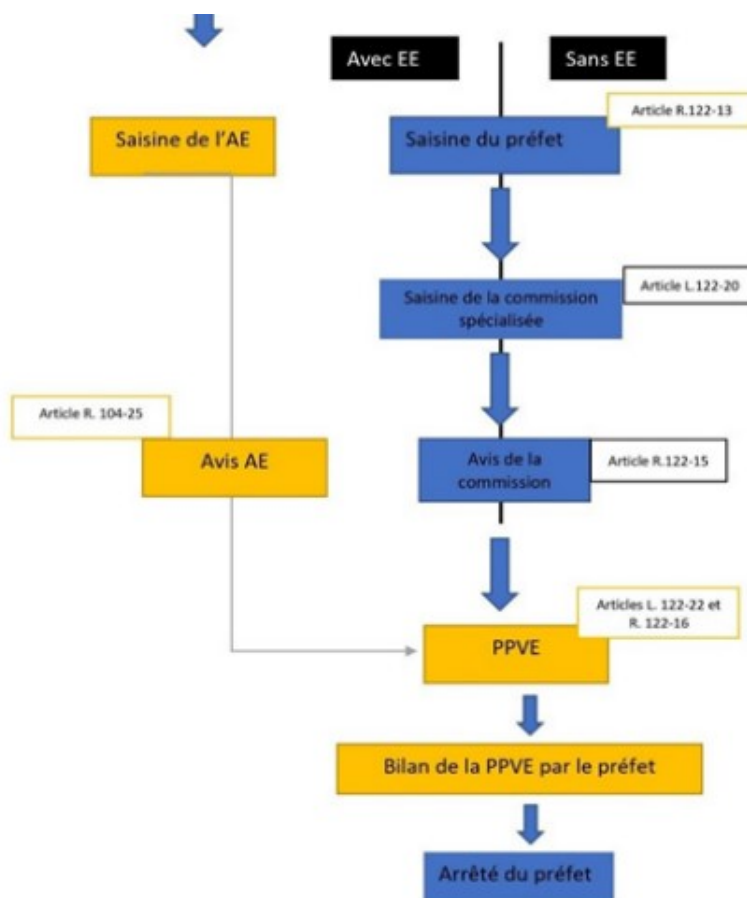 Avec EE
Sans EE
Article R.122-13
Saisine de l’AE
Saisine du préfet
Article L.122-20
Saisine de la commission
spécialisée
Article R. 104-25
Avis AE
Avis de la
commission
Article R.122-15
Articles L. 122-22 et
R. 122-16
PPVE
Bilan de la PPVE par le préfet
Arrêté du préfet